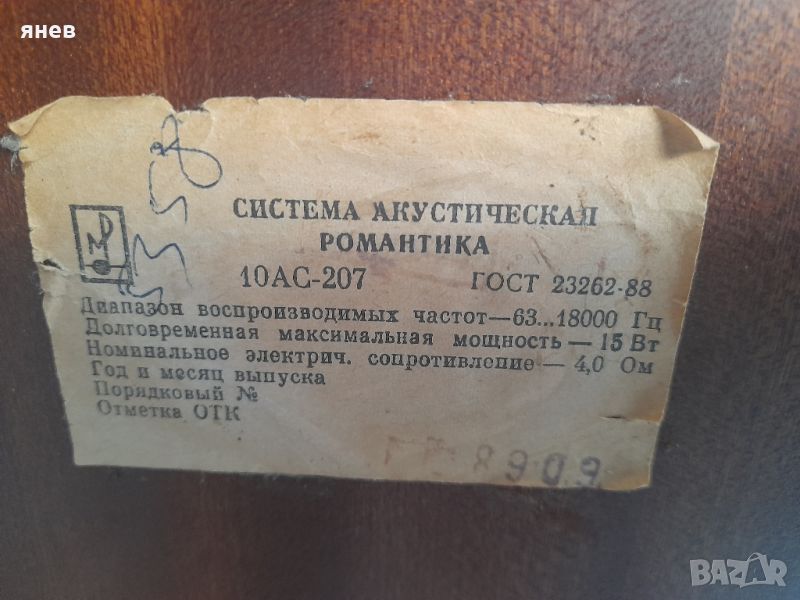 янев
СИСТЕМА АКУСТИЧЕСКАЯ
РОМАНТИКА
10АС-207 ГОСТ 23262-88
Диапазон воспроизводимых частот—63...18000 Гц
Долговременная максимальная мощность — 15 Вт
Номинальное электрич. сопротивление — 4,0 Ом
Год и месяц выпуска
Порядковый №
Отметка ОТК
8909
BAZAR